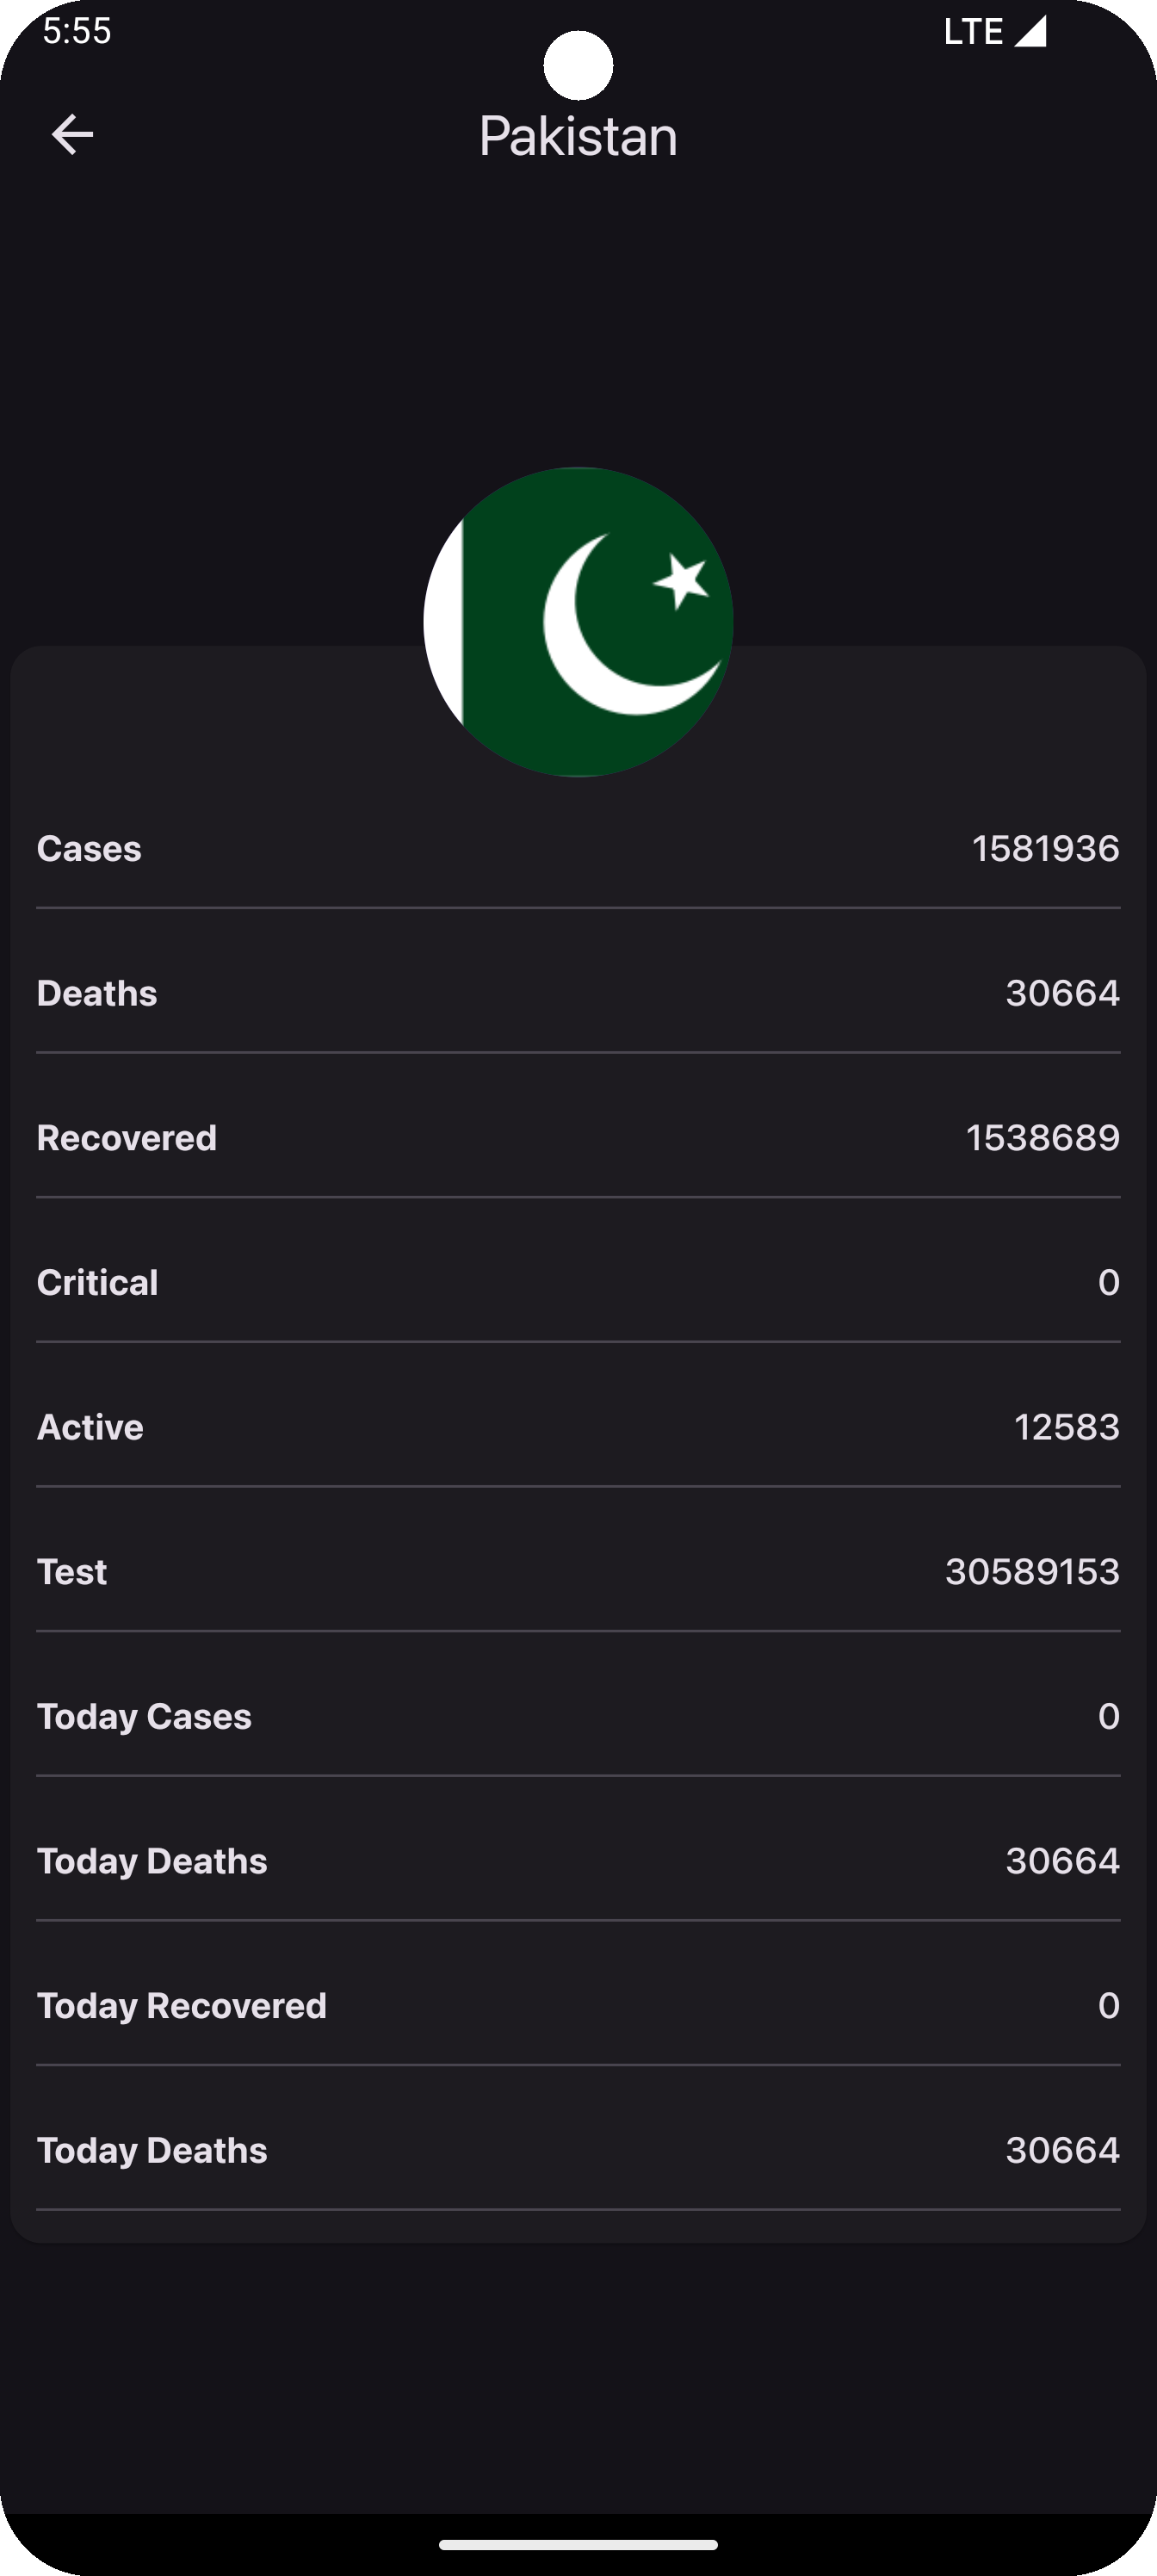 5:55 LTE
Pakistan
Cases 1581936
Deaths 30664
Recovered 1538689
Critical 0
Active 12583
Test 30589153
Today Cases 0
Today Deaths 30664
Today Recovered 0
Today Deaths 30664